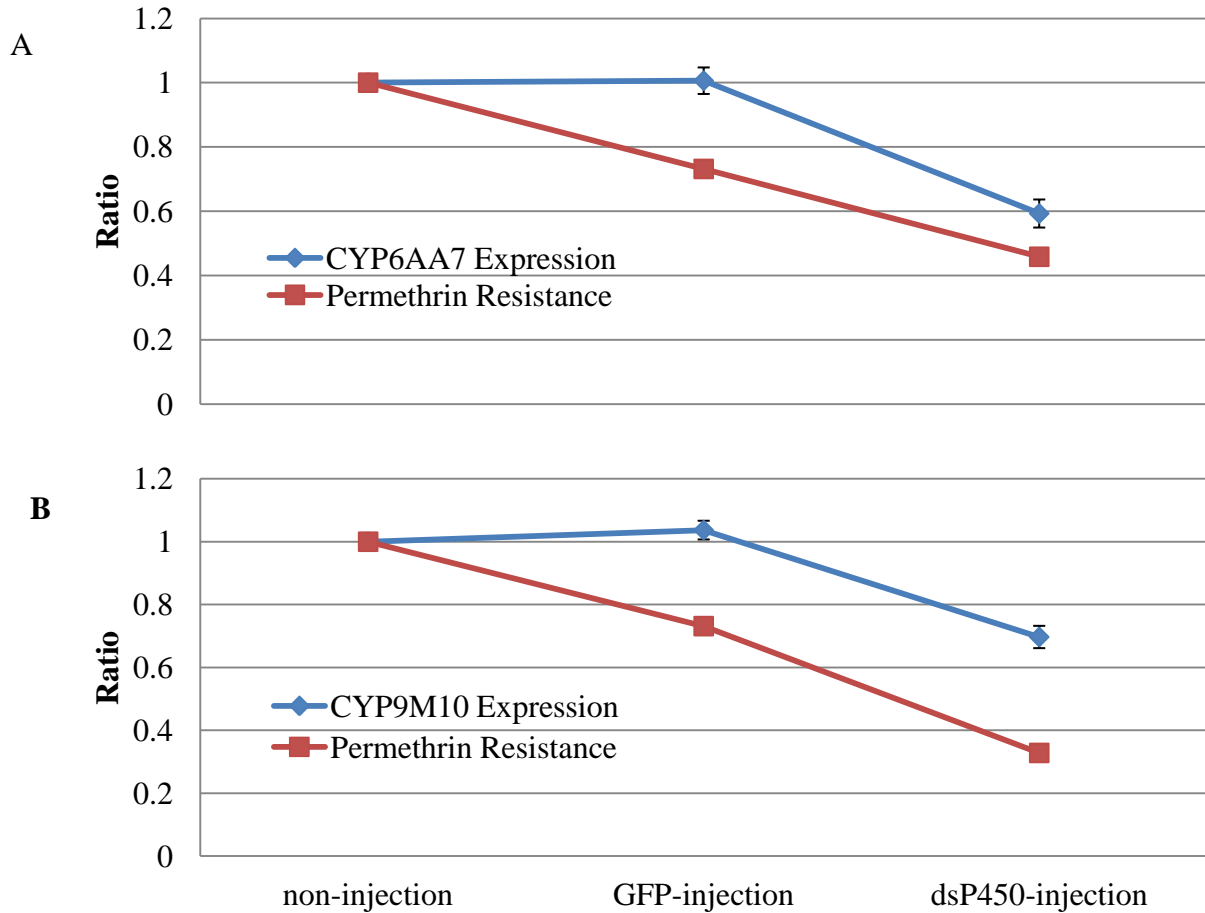 A
1.2
1
0.8
0.6
0.4
0.2
0
Ratio
CYP6AA7 Expression
Permethrin Resistance
B
1.2
1
0.8
0.6
0.4
0.2
0
Ratio
CYP9M10 Expression
Permethrin Resistance
non-injection GFP-injection dsP450-injection